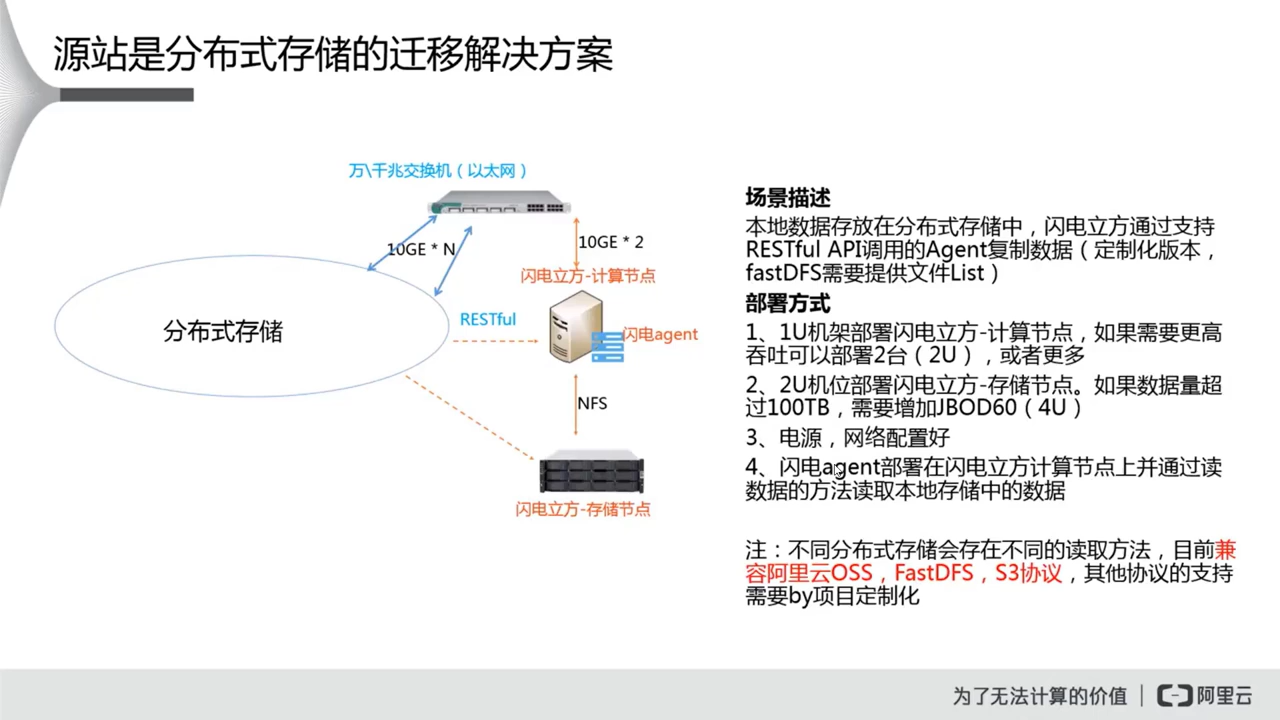 源站是分布式存储的迁移解决方案
万\千兆交换机（以太网）
10GE * N
10GE * 2
闪电立方-计算节点
分布式存储
RESTful
闪电agent
NFS
闪电立方-存储节点
场景描述
本地数据存放在分布式存储中，闪电立方通过支持
RESTful API调用的Agent复制数据（定制化版本，
fastDFS需要提供文件List）
部署方式
1、1U机架部署闪电立方-计算节点，如果需要更高
吞吐可以部署2台（2U），或者更多
2、2U机位部署闪电立方-存储节点。如果数据量超
过100TB，需要增加JBOD60（4U）
3、电源，网络配置好
4、闪电agent部署在闪电立方计算节点上并通过读
数据的方法读取本地存储中的数据
注：不同分布式存储会存在不同的读取方法，目前兼
容阿里云OSS，FastDFS，S3协议，其他协议的支持
需要by项目定制化
为了无法计算的价值 | 阿里云